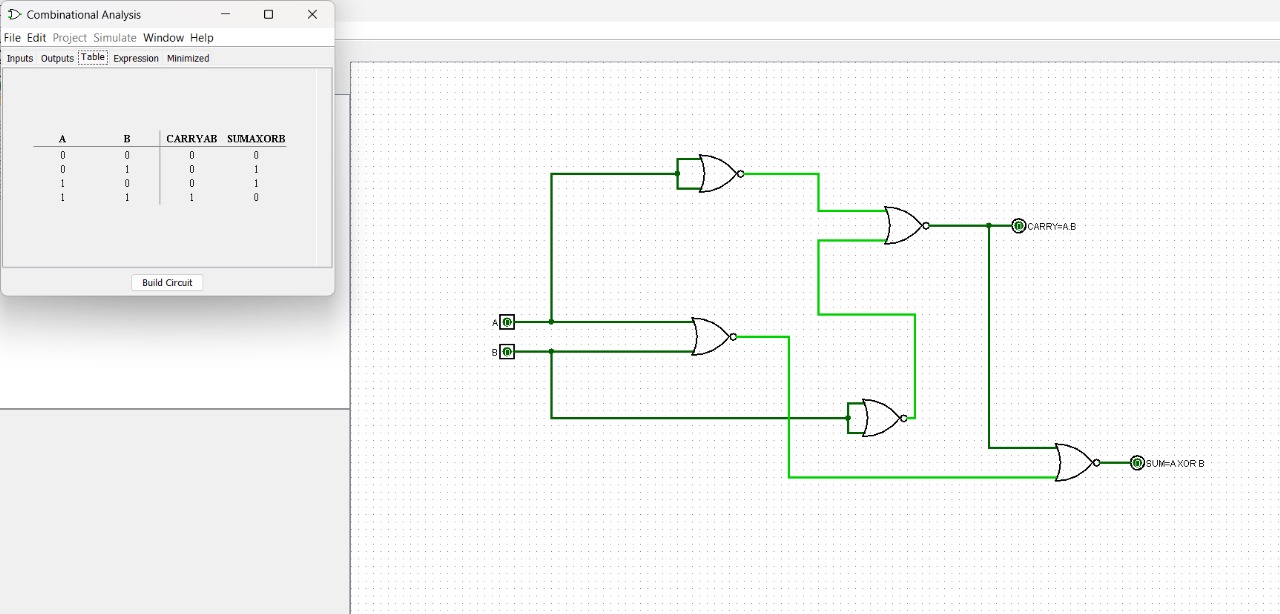 Combinational Analysis
File Edit Project Simulate Window Help
Inputs Outputs Table Expression Minimized
A B CARRYAB SUMAXORB
0 0 0 0
0 1 0 1
1 0 0 1
1 1 1 0
Build Circuit
CARRY=A.B
A 0
B 0
SUM=A XOR B